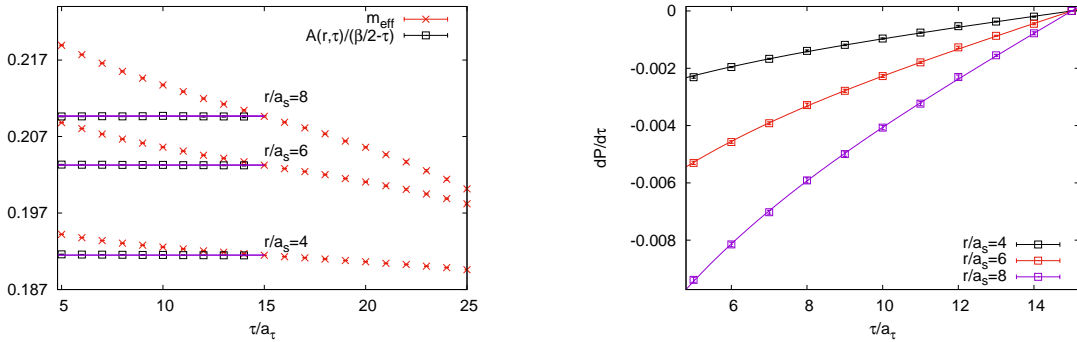 m_eff
A(r,τ)/(β/2-τ)
0.217
0.207
0.197
0.187
r/a_s=8
r/a_s=6
r/a_s=4
5
10
15
20
25
τ/a_τ
0
-0.002
-0.004
-0.006
-0.008
dP/dτ
r/a_s=4
r/a_s=6
r/a_s=8
6
8
10
12
14
τ/a_τ